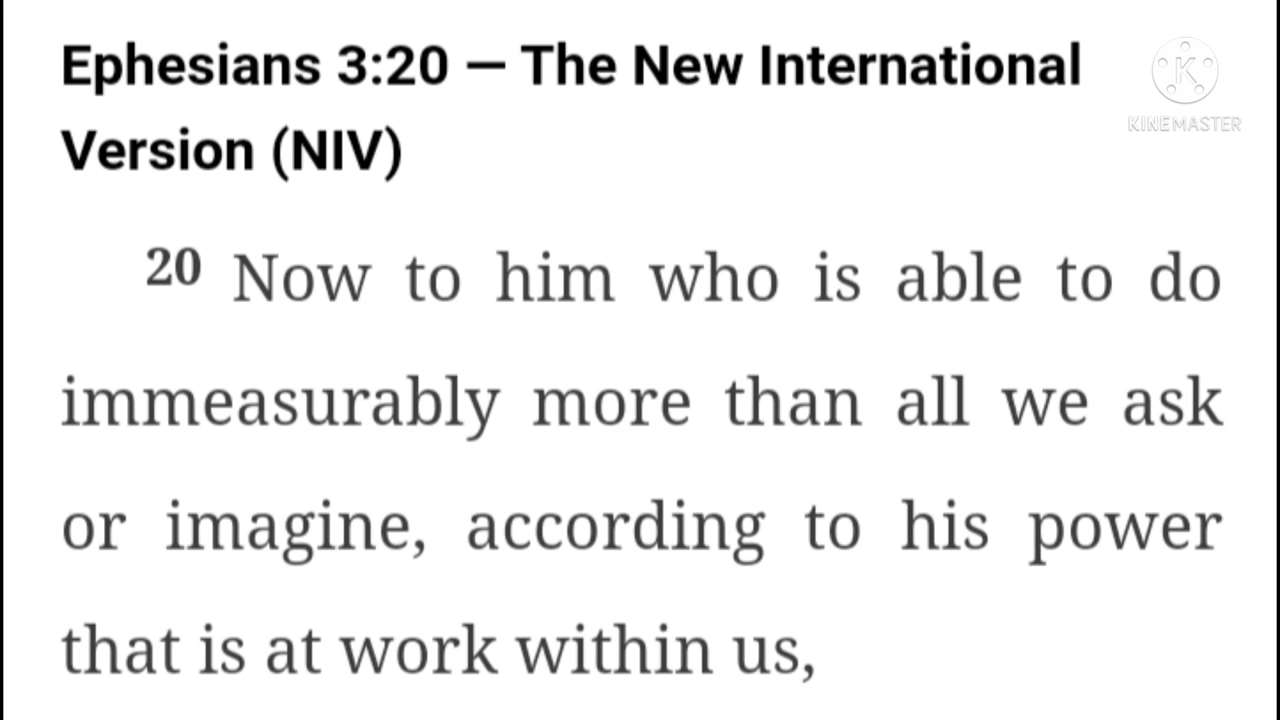 Ephesians 3:20 — The New International
Version (NIV)
KINEMASTER
20 Now to him who is able to do
immeasurably more than all we ask
or imagine, according to his power
that is at work within us,